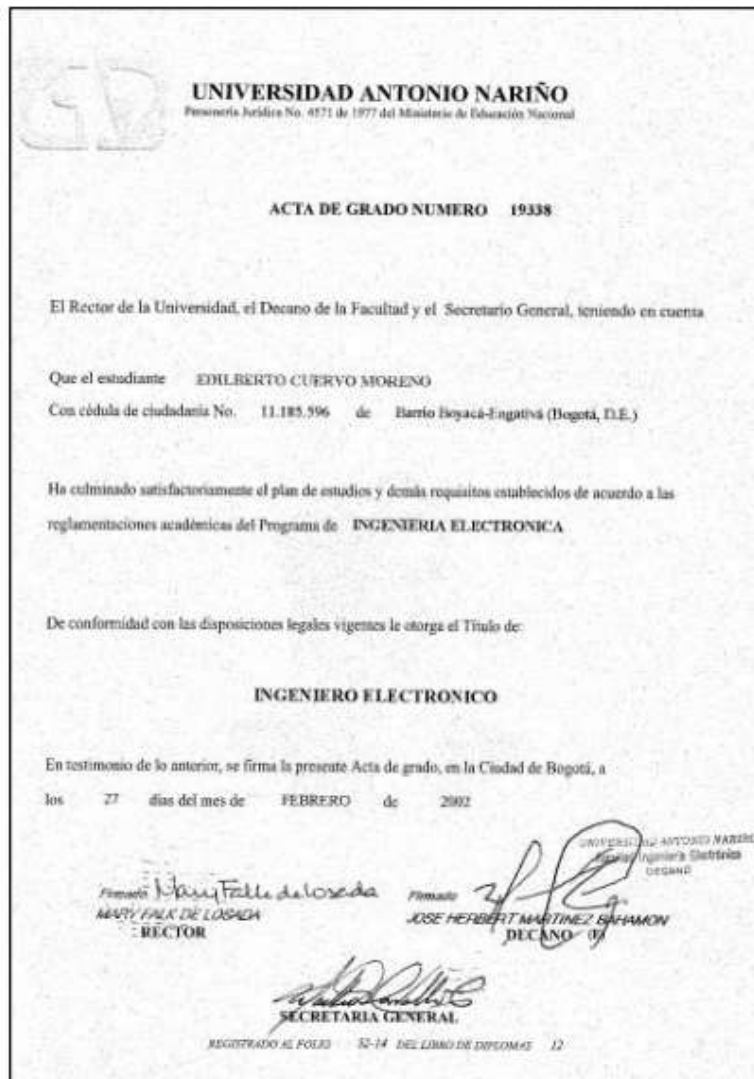 UNIVERSIDAD ANTONIO NARIÑO
Personería Jurídica No. 4571 de 1977 del Ministerio de Educación Nacional
ACTA DE GRADO NUMERO 19338
El Rector de la Universidad, el Decano de la Facultad y el Secretario General, teniendo en cuenta
Que el estudiante EDILBERTO CUERVO MORENO
Con cédula de ciudadanía No. 11.185.596 de Barrio Boyacá-Engativá (Bogotá, D.E.)
Ha culminado satisfactoriamente el plan de estudios y demás requisitos establecidos de acuerdo a las
reglamentaciones académicas del Programa de INGENIERIA ELECTRONICA
De conformidad con las disposiciones legales vigentes le otorga el Título de:
INGENIERO ELECTRONICO
En testimonio de lo anterior, se firma la presente Acta de grado, en la Ciudad de Bogotá, a
los 27 días del mes de FEBRERO de 2002
UNIVERSIDAD ANTONIO NARIÑO
Ingeniería Electrónica
DECANO
Firmado Mary Falk de Losada Firmado
MARY FALK DE LOSADA JOSE HERBERT MARTINEZ BAHAMON
RECTOR DECANO (E)
SECRETARIA GENERAL
REGISTRADO AL FOLIO 52-14 DEL LIBRO DE DIPLOMAS 12